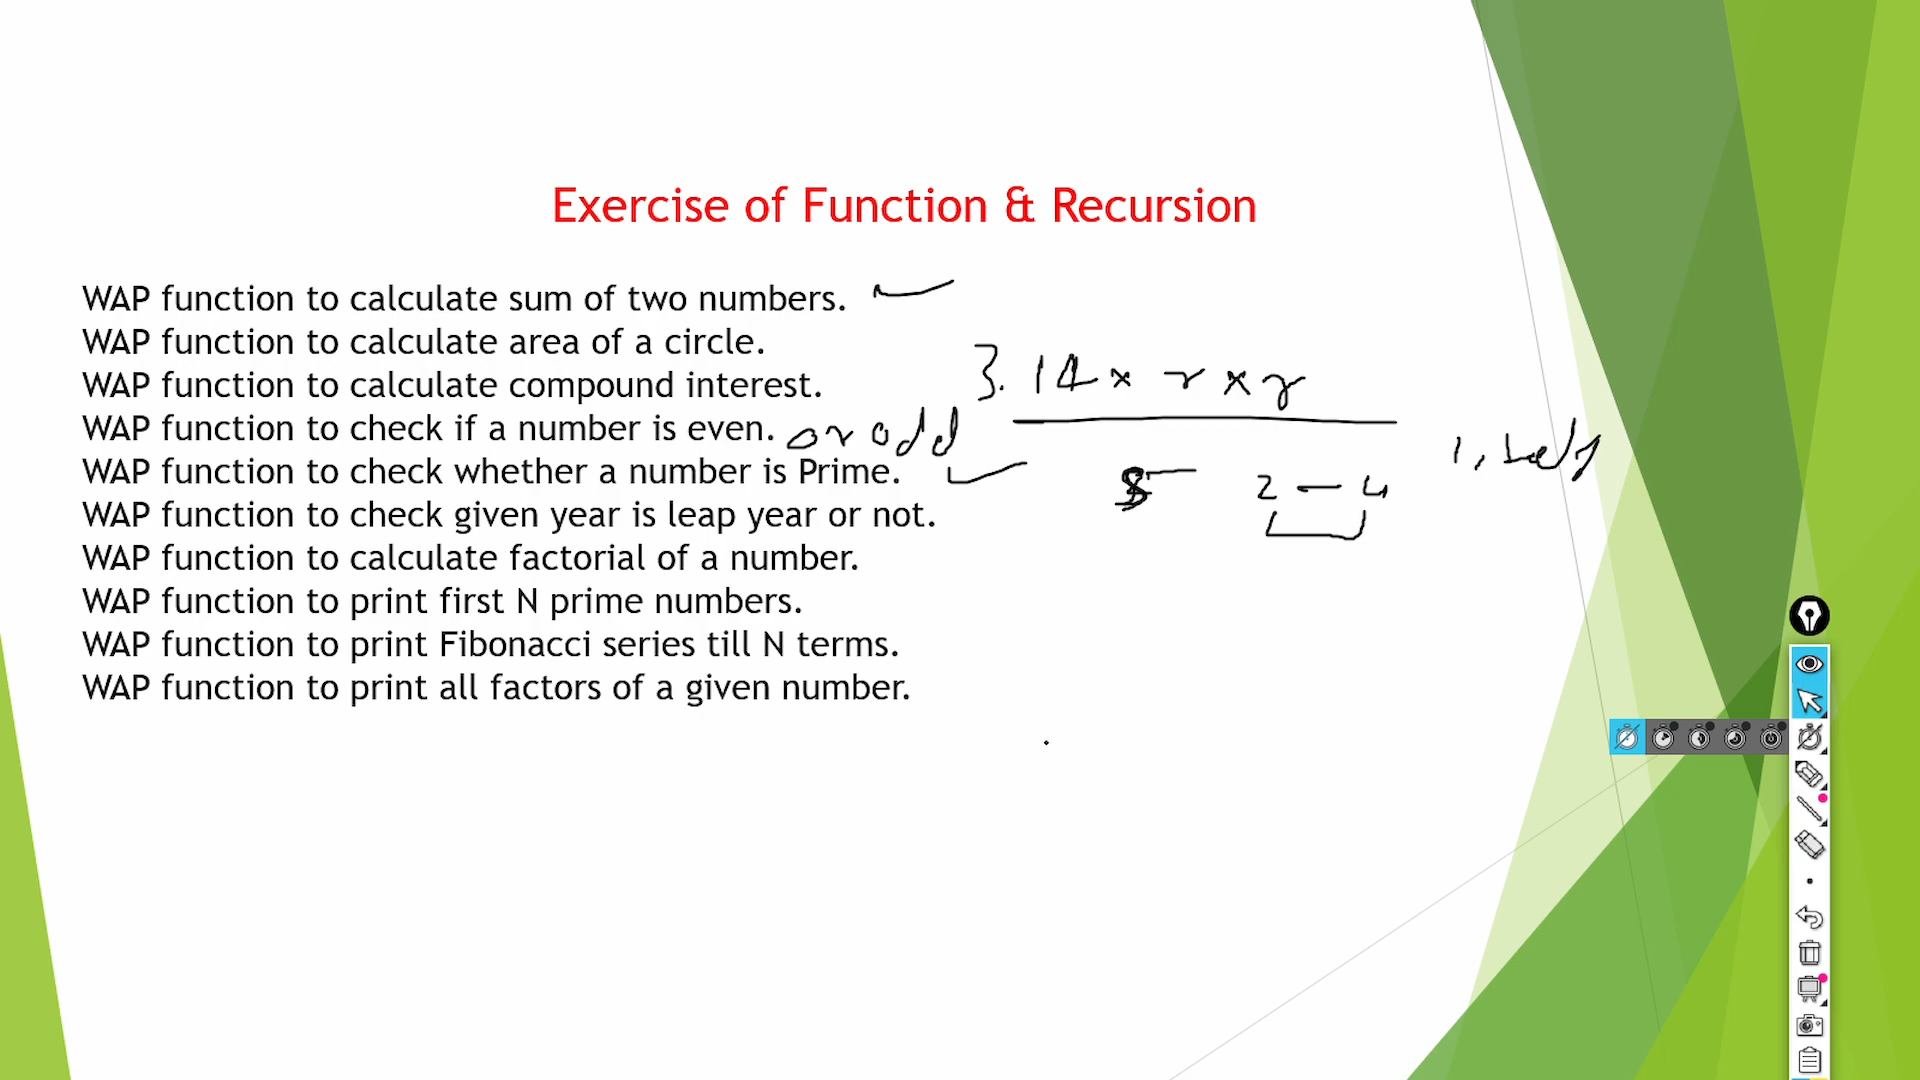 Exercise of Function & Recursion
WAP function to calculate sum of two numbers.
WAP function to calculate area of a circle.
3.14 x r x r
WAP function to calculate compound interest.
WAP function to check if a number is even. or odd
WAP function to check whether a number is Prime.
5 2 - 4
1,
WAP function to check given year is leap year or not.
WAP function to calculate factorial of a number.
WAP function to print first N prime numbers.
WAP function to print Fibonacci series till N terms.
WAP function to print all factors of a given number.